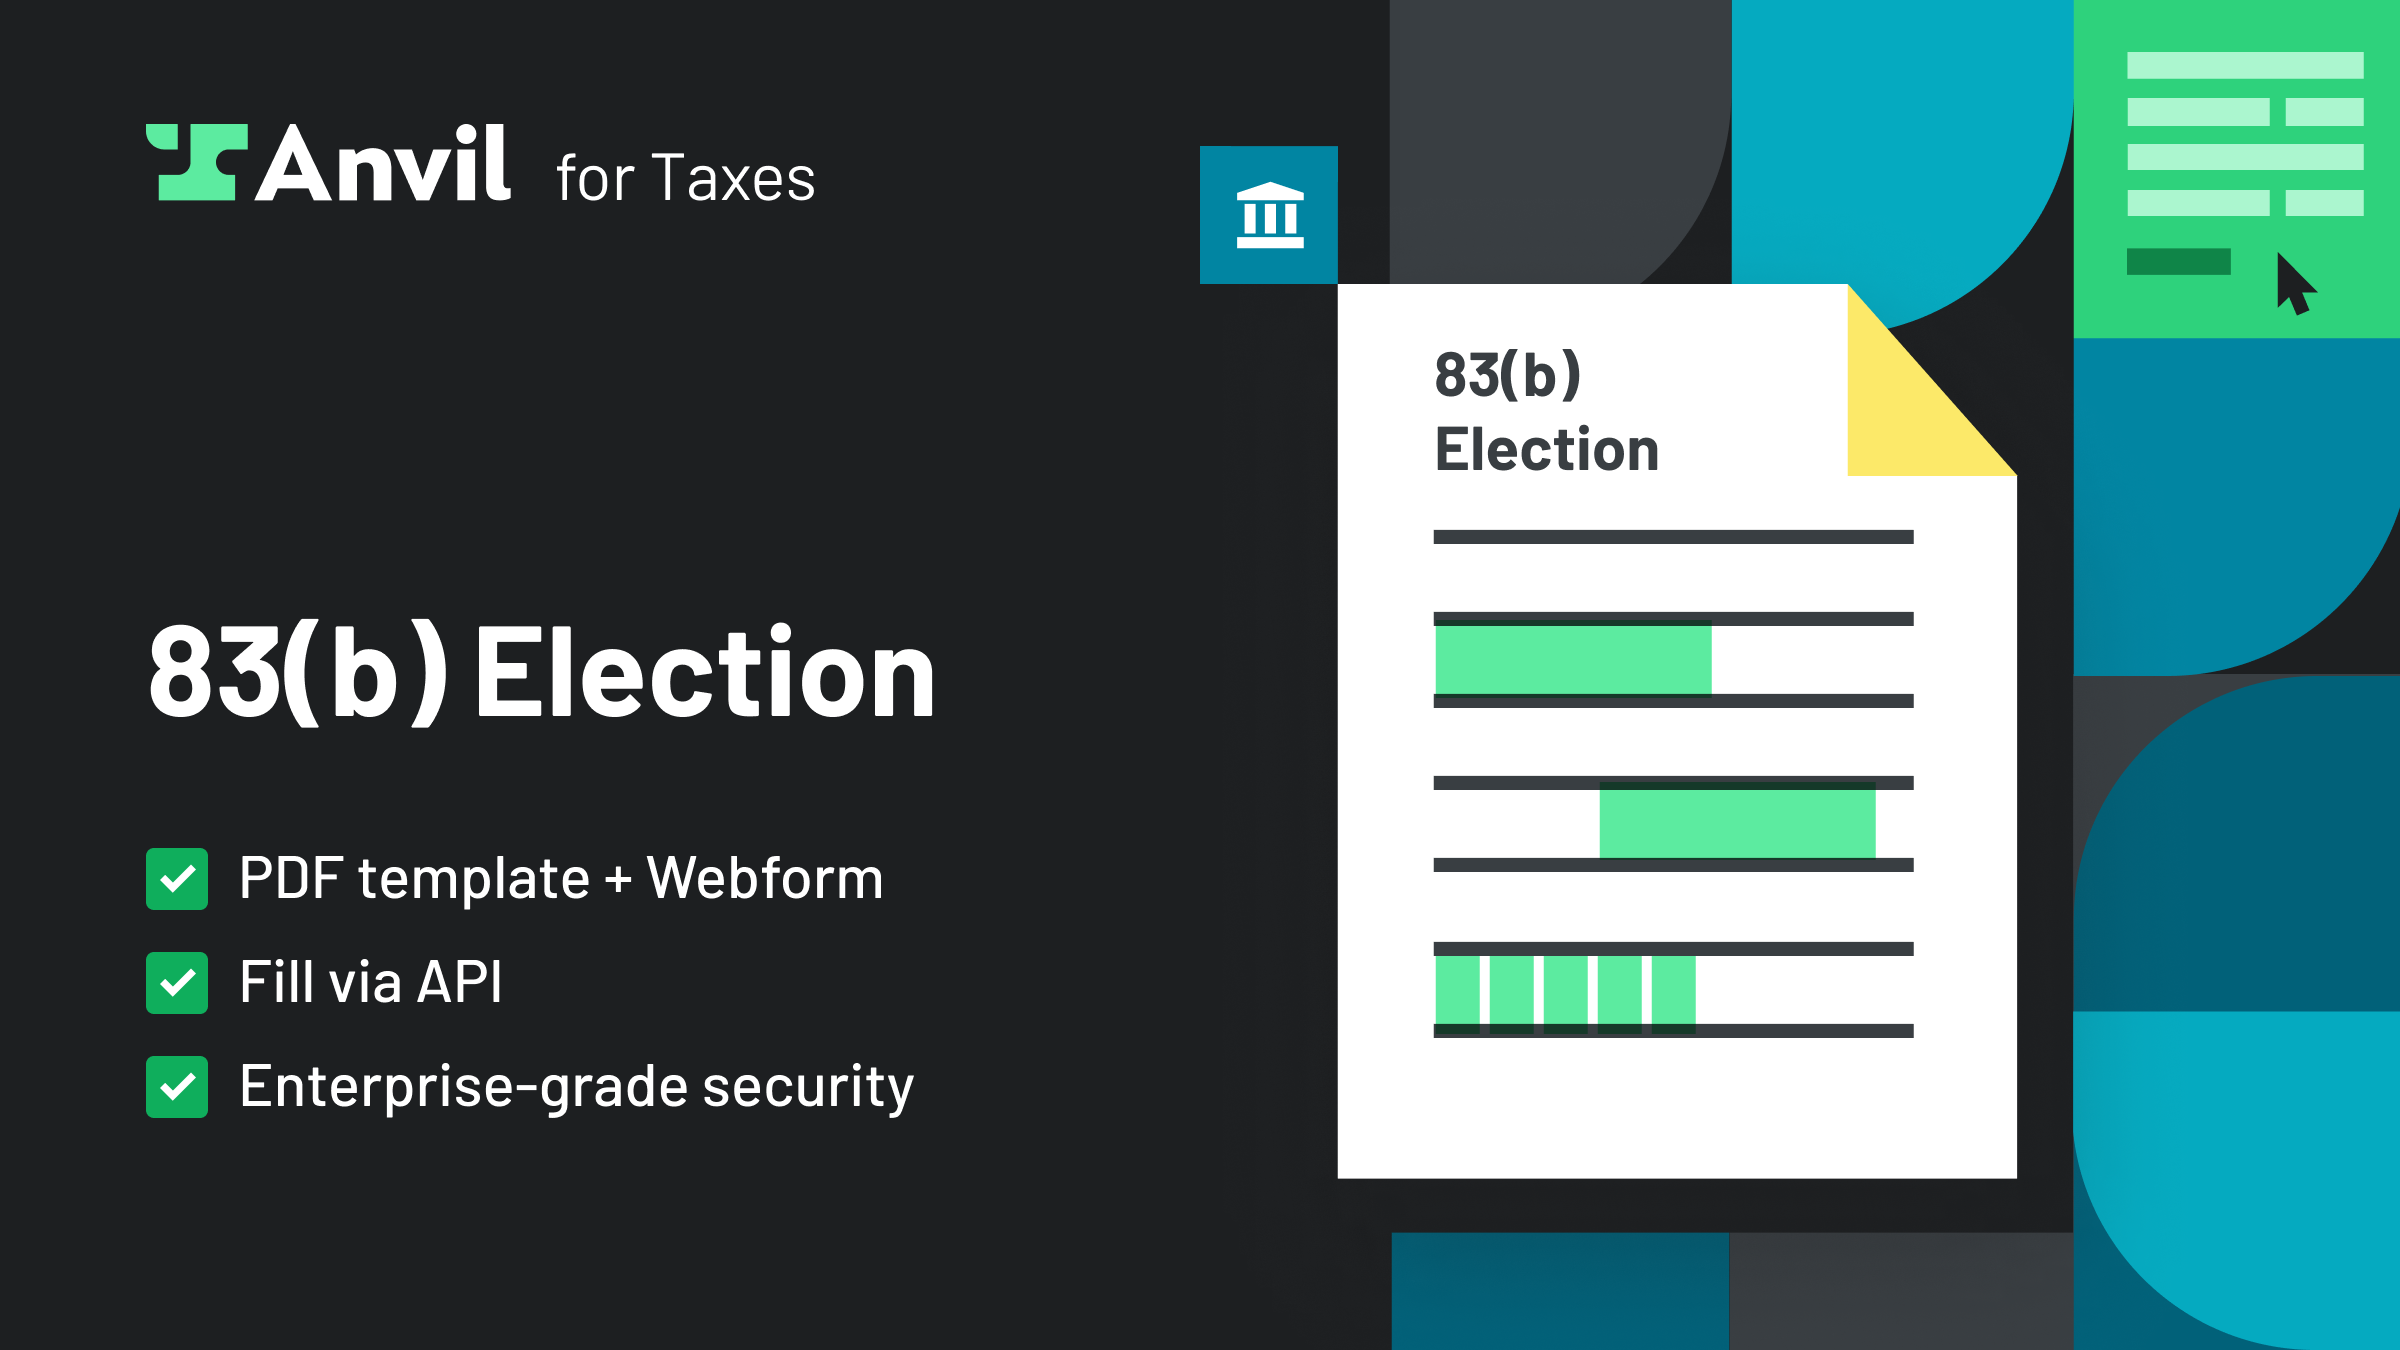 Anvil for Taxes
83(b) Election
PDF template + Webform
Fill via API
Enterprise-grade security
83(b)
Election